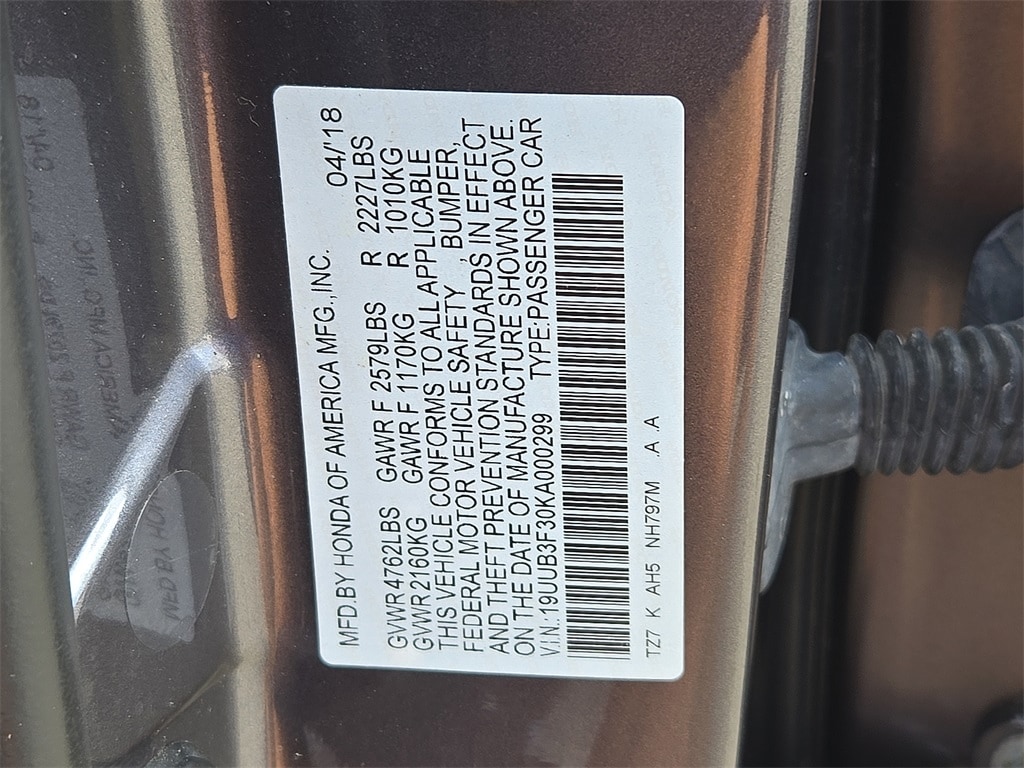 MFD.BY HONDA OF AMERICA MFG.,INC. 04/'18
GVWR 4762LBS GAWR F 2579LBS R 2227LBS
GVWR 2160KG GAWR F 1170KG R 1010KG
THIS VEHICLE CONFORMS TO ALL APPLICABLE
FEDERAL MOTOR VEHICLE SAFETY , BUMPER,
AND THEFT PREVENTION STANDARDS IN EFFECT
ON THE DATE OF MANUFACTURE SHOWN ABOVE.
V.I.N.:19UUB3F30KA000299 TYPE:PASSENGER CAR
TZ7 K AH5 NH797M .A .A